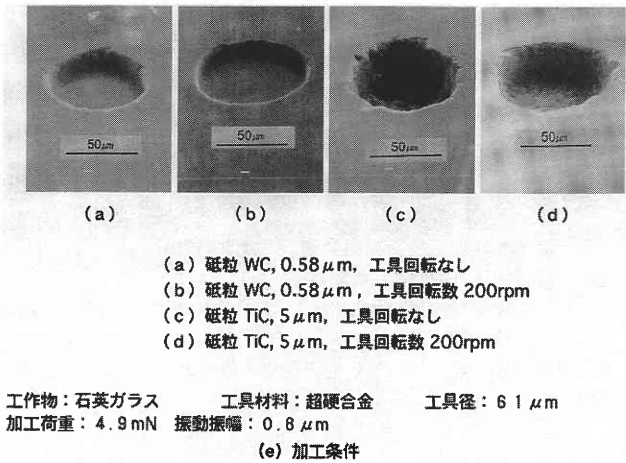 50μm
50μm
50μm
50μm
(a)
(b)
(c)
(d)
(a) 砥粒 WC, 0.58μm, 工具回転なし
(b) 砥粒 WC, 0.58μm, 工具回転数 200rpm
(c) 砥粒 TiC, 5μm, 工具回転なし
(d) 砥粒 TiC, 5μm, 工具回転数 200rpm
工作物：石英ガラス 工具材料：超硬合金 工具径：61μm
加工荷重：4.9mN 振動振幅：0.8μm
(e) 加工条件